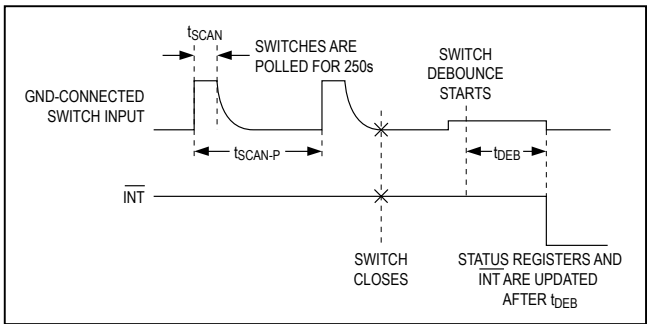 tSCAN
SWITCHES ARE
POLLED FOR 250s
SWITCH
DEBOUNCE
STARTS
GND-CONNECTED
SWITCH INPUT
tSCAN-P
tDEB
INT
SWITCH
CLOSES
STATUS REGISTERS AND
INT ARE UPDATED
AFTER tDEB